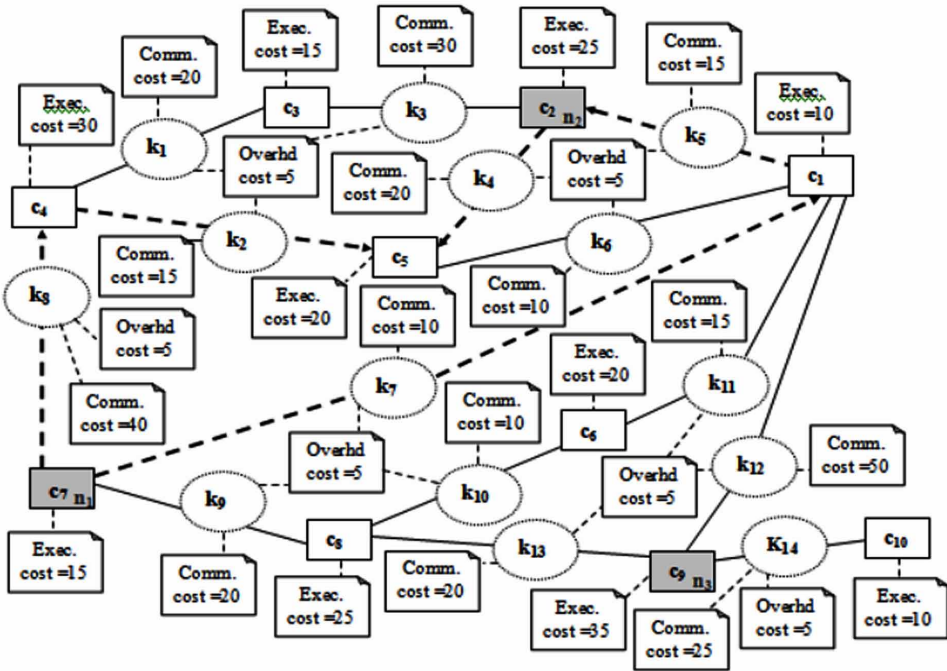 Exec.
cost =15
Comm.
cost =30
Exec.
cost =25
Comm.
cost =20
Comm.
cost =15
Exec.
cost =30
Exec.
cost =10
c3
k3
c2 n2
k5
k1
Overhd
cost =5
Comm.
cost =20
k4
Overhd
cost =5
c1
c4
k2
c5
k6
Comm.
cost =15
k8
Exec.
cost =20
Comm.
cost =10
Comm.
cost =10
Comm.
cost =15
Overhd
cost =5
Exec.
cost =20
k7
k11
Comm.
cost =40
Comm.
cost =10
c6
Overhd
cost =5
Overhd
cost =5
k12
Comm.
cost =50
c7 n1
k9
k10
c8
k13
K14
c10
Exec.
cost =15
Comm.
cost =20
Exec.
cost =25
Comm.
cost =20
c9 n3
Exec.
cost =35
Comm.
cost =25
Overhd
cost =5
Exec.
cost =10